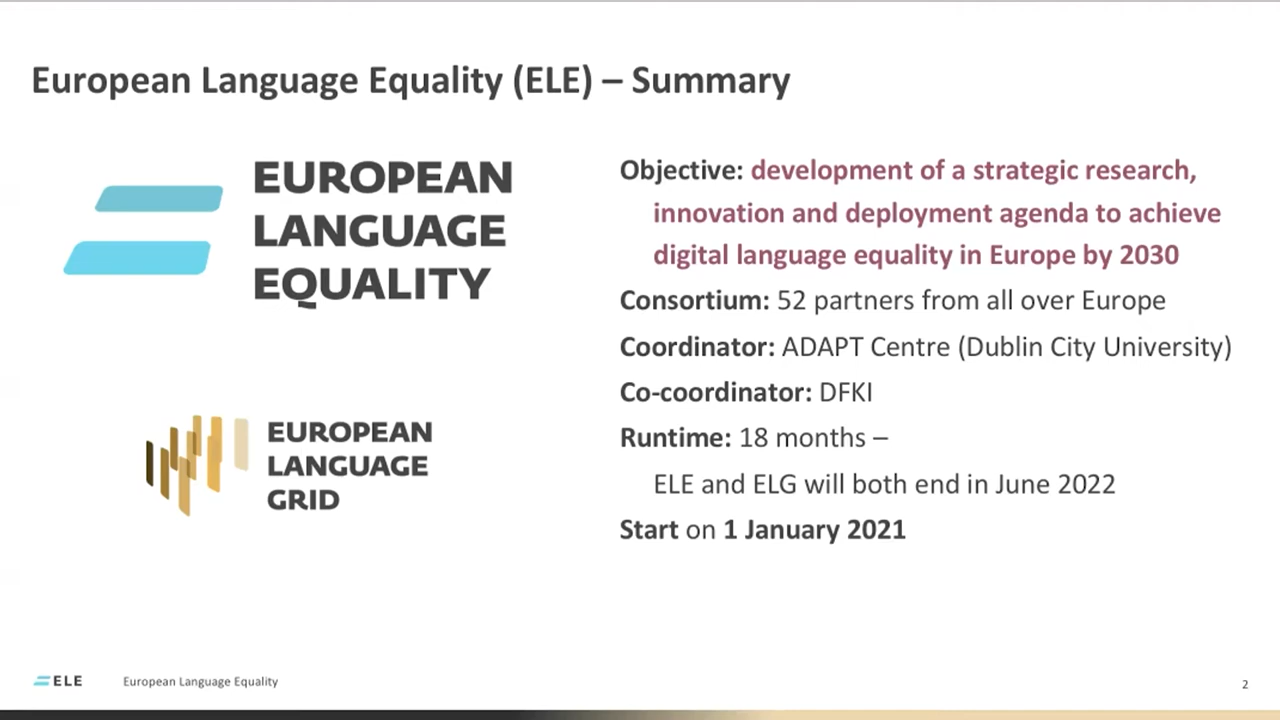 European Language Equality (ELE) – Summary
EUROPEAN
LANGUAGE
EQUALITY
EUROPEAN
LANGUAGE
GRID
Objective: development of a strategic research,
innovation and deployment agenda to achieve
digital language equality in Europe by 2030
Consortium: 52 partners from all over Europe
Coordinator: ADAPT Centre (Dublin City University)
Co-coordinator: DFKI
Runtime: 18 months –
ELE and ELG will both end in June 2022
Start on 1 January 2021
ELE
European Language Equality
2